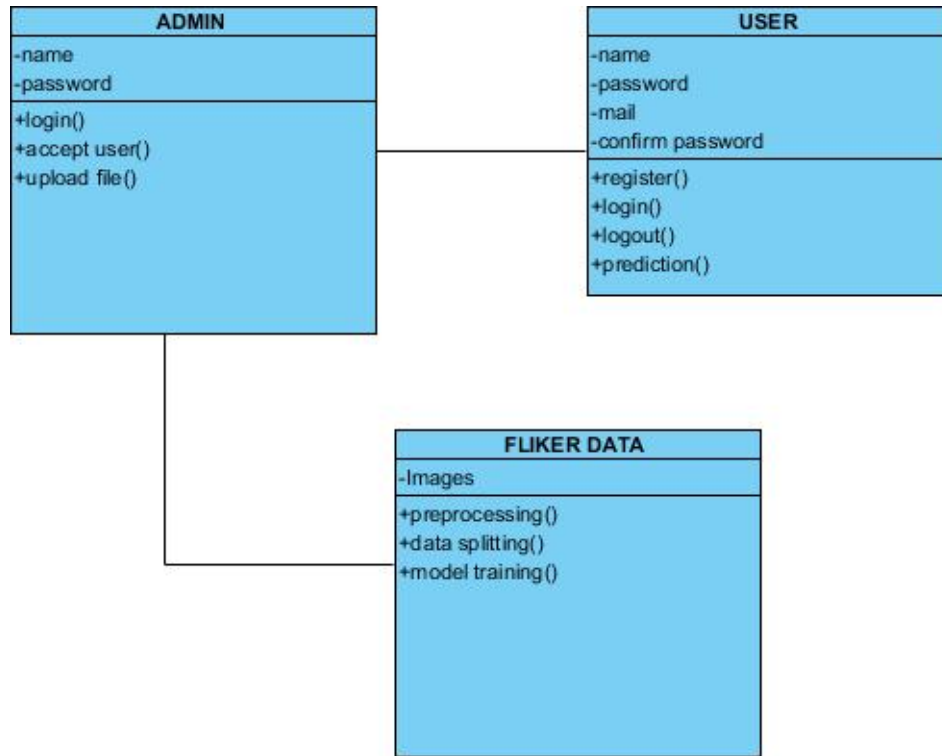 ADMIN
-name
-password
+login()
+accept user()
+upload file()
USER
-name
-password
-mail
-confirm password
+register()
+login()
+logout()
+prediction()
FLIKER DATA
-Images
+preprocessing()
+data splitting()
+model training()